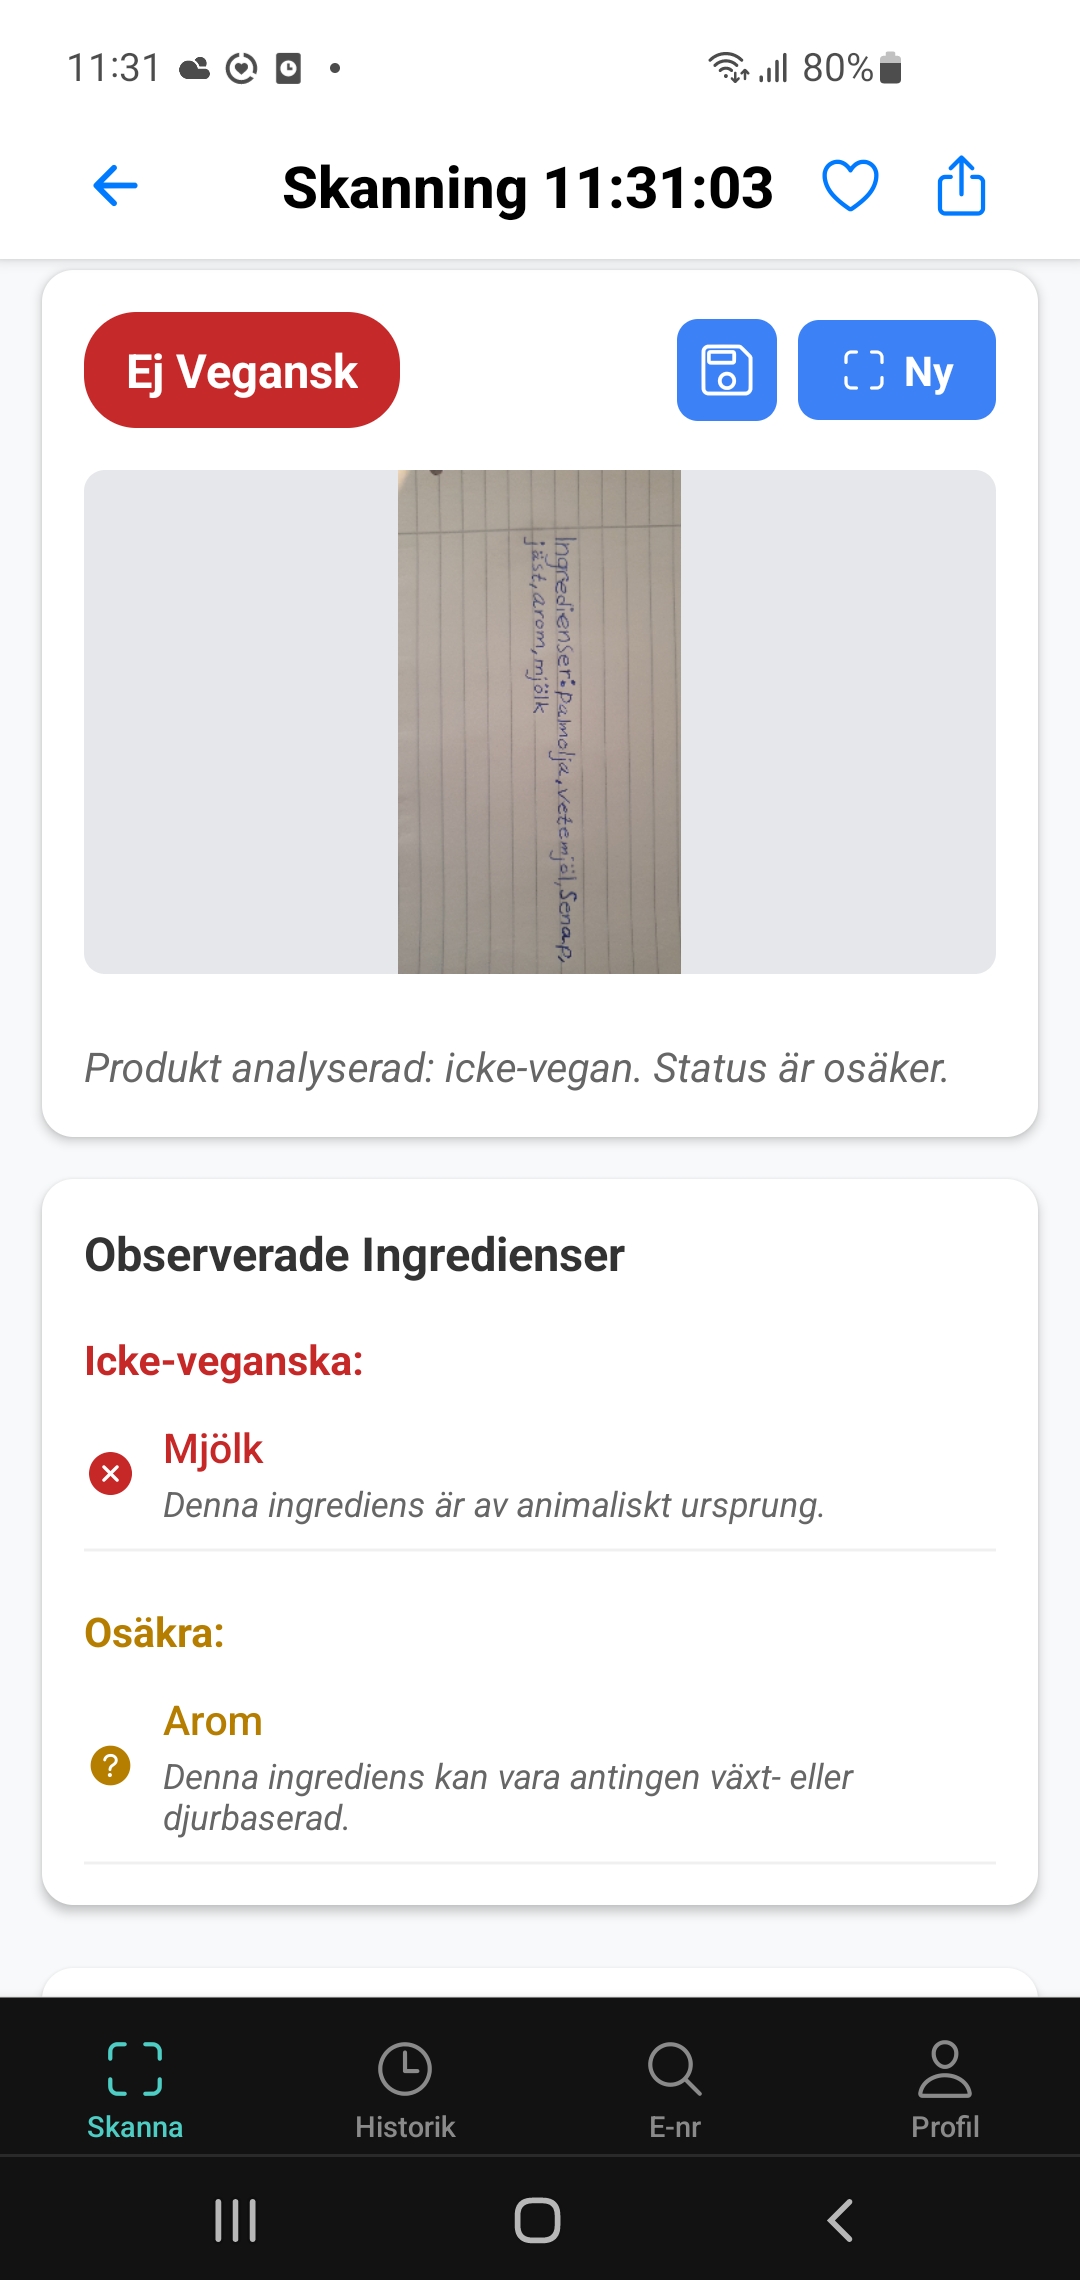 11:31
80%
Skanning 11:31:03
Ej Vegansk
Ny
Ingredienser: palmolja, vetemjöl, Senap,
jäst, arom, mjölk
Produkt analyserad: icke-vegan. Status är osäker.
Observerade Ingredienser
Icke-veganska:
Mjölk
Denna ingrediens är av animaliskt ursprung.
Osäkra:
Arom
Denna ingrediens kan vara antingen växt- eller
djurbaserad.
Skanna
Historik
E-nr
Profil